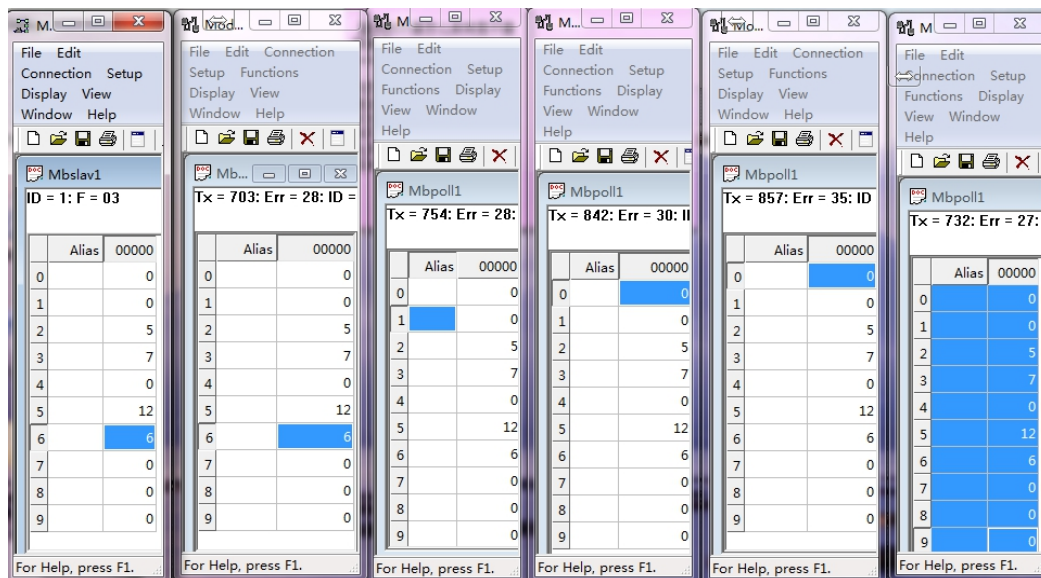 M...
File Edit
Connection Setup
Display View
Window Help
Mbslav1
ID = 1: F = 03
Alias 00000
0 0
1 0
2 5
3 7
4 0
5 12
6 6
7 0
8 0
9 0
For Help, press F1.
Mod...
File Edit Connection
Setup Functions
Display View
Window Help
Mb...
Tx = 703: Err = 28: ID =
Alias 00000
0 0
1 0
2 5
3 7
4 0
5 12
6 6
7 0
8 0
9 0
For Help, press F1.
M
File Edit
Connection Setup
Functions Display
View Window
Help
Mbpoll1
Tx = 754: Err = 28:
Alias 00000
0 0
1 0
2 5
3 7
4 0
5 12
6 6
7 0
8 0
9 0
For Help, press F1.
M...
File Edit
Connection Setup
Functions Display
View Window
Help
Mbpoll1
Tx = 842: Err = 30: II
Alias 00000
0 0
1 0
2 5
3 7
4 0
5 12
6 6
7 0
8 0
9 0
For Help, press F1.
Mo...
File Edit Connection
Setup Functions
Display View
Window Help
Mbpoll1
Tx = 857: Err = 35: ID
Alias 00000
0 0
1 0
2 5
3 7
4 0
5 12
6 6
7 0
8 0
9 0
For Help, press F1.
M
File Edit
Connection Setup
Functions Display
View Window
Help
Mbpoll1
Tx = 732: Err = 27:
Alias 00000
0 0
1 0
2 5
3 7
4 0
5 12
6 6
7 0
8 0
9 0
For Help, press F1.